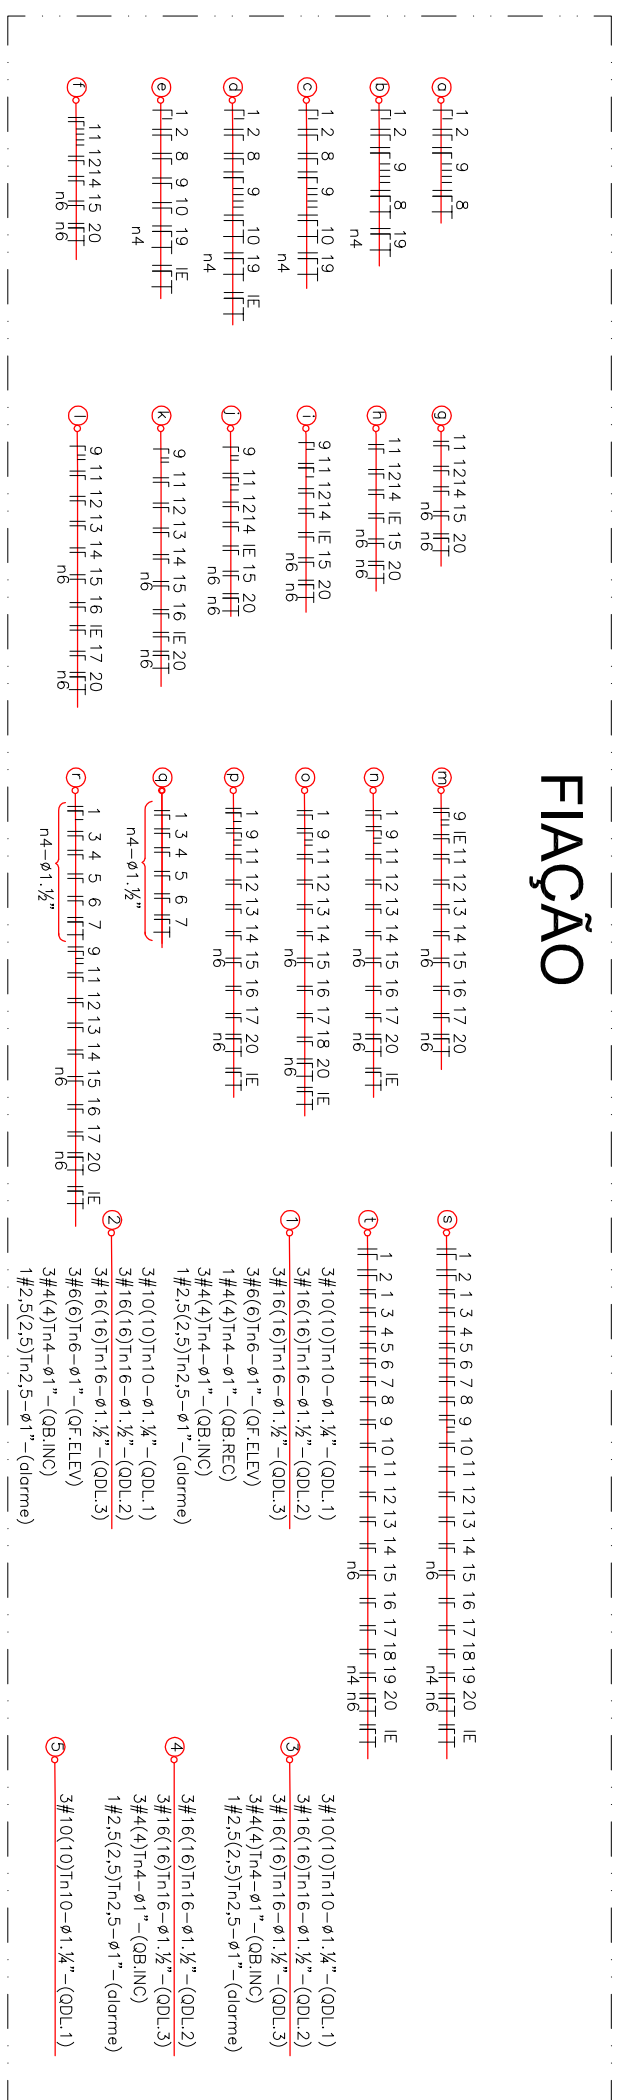 FIAÇÃO
a
1 2 9 8
b
1 2 9 8 19
n4
c
1 2 8 9 10 19
n4
d
1 2 8 9 10 19 IE
n4
e
1 2 8 9 10 19 IE
n4
f
11 12 14 15 20
n6 n6
g
11 12 14 15 20
n6 n6
h
11 12 14 IE 15 20
n6 n6
i
9 11 12 14 IE 15 20
n6 n6
j
9 11 12 14 IE 15 20
n6 n6
k
9 11 12 13 14 15 16 IE 20
n6 n6
l
9 11 12 13 14 15 16 IE 17 20
n6 n6
m
9 IE 11 12 13 14 15 16 17 20
n6 n6
n
1 9 11 12 13 14 15 16 17 20 IE
n6 n6
o
1 9 11 12 13 14 15 16 17 18 20 IE
n6 n6
p
1 9 11 12 13 14 15 16 17 20 IE
n6 n6
q
1 3 4 5 6 7
n4-ø1.½"
r
1 3 4 5 6 7 9 11 12 13 14 15 16 17 20 IE
n4-ø1.½" n6 n6
s
1 2 1 3 4 5 6 7 8 9 10 11 12 13 14 15 16 17 18 19 20 IE
n6 n4 n6
t
1 2 1 3 4 5 6 7 8 9 10 11 12 13 14 15 16 17 18 19 20 IE
n6 n4 n6
1
3#10(10)Tn10-ø1.¼"-(QDL.1)
3#16(16)Tn16-ø1.½"-(QDL.2)
3#16(16)Tn16-ø1.½"-(QDL.3)
3#6(6)Tn6-ø1"-(QF.ELEV)
1#4(4)Tn4-ø1"-(QB.REC)
3#4(4)Tn4-ø1"-(QB.INC)
1#2,5(2,5)Tn2,5-ø1"-(alarme)
2
3#10(10)Tn10-ø1.¼"-(QDL.1)
3#16(16)Tn16-ø1.½"-(QDL.2)
3#16(16)Tn16-ø1.½"-(QDL.3)
3#6(6)Tn6-ø1"-(QF.ELEV)
3#4(4)Tn4-ø1"-(QB.INC)
1#2,5(2,5)Tn2,5-ø1"-(alarme)
3
3#10(10)Tn10-ø1.¼"-(QDL.1)
3#16(16)Tn16-ø1.½"-(QDL.2)
3#16(16)Tn16-ø1.½"-(QDL.3)
3#4(4)Tn4-ø1"-(QB.INC)
1#2,5(2,5)Tn2,5-ø1"-(alarme)
4
3#16(16)Tn16-ø1.½"-(QDL.2)
3#16(16)Tn16-ø1.½"-(QDL.3)
3#4(4)Tn4-ø1"-(QB.INC)
1#2,5(2,5)Tn2,5-ø1"-(alarme)
5
3#10(10)Tn10-ø1.¼"-(QDL.1)